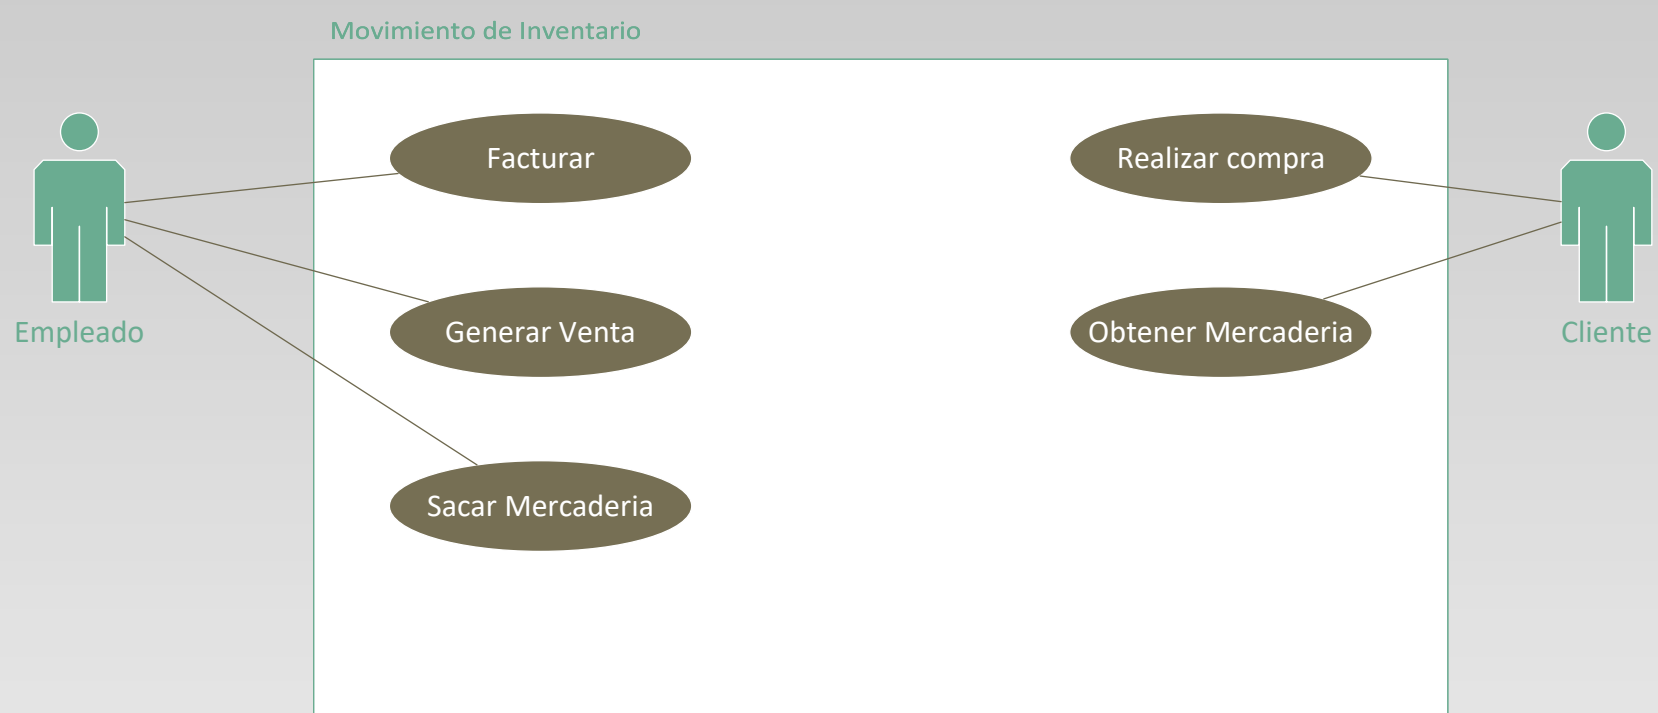 Movimiento de Inventario
Facturar
Realizar compra
Generar Venta
Obtener Mercaderia
Empleado
Cliente
Sacar Mercaderia